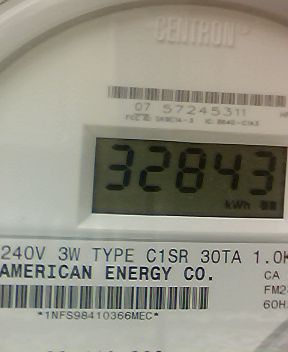 CENTRON
07 57245311
32843
kWh
240V 3W TYPE C1SR 30TA 1.0K
AMERICAN ENERGY CO.
CA
FM2
60H
*1NFS98410366MEC*